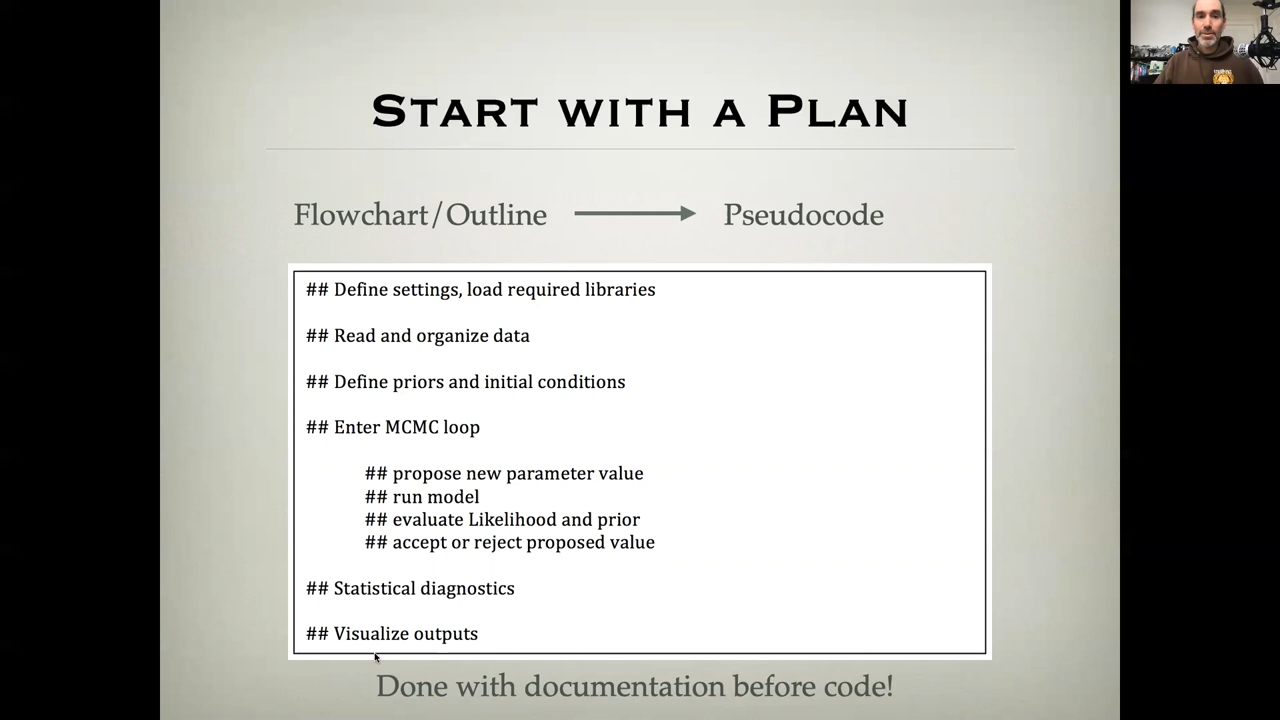 Start with a Plan
Flowchart/Outline Pseudocode
## Define settings, load required libraries
## Read and organize data
## Define priors and initial conditions
## Enter MCMC loop
## propose new parameter value
## run model
## evaluate Likelihood and prior
## accept or reject proposed value
## Statistical diagnostics
## Visualize outputs
Done with documentation before code!